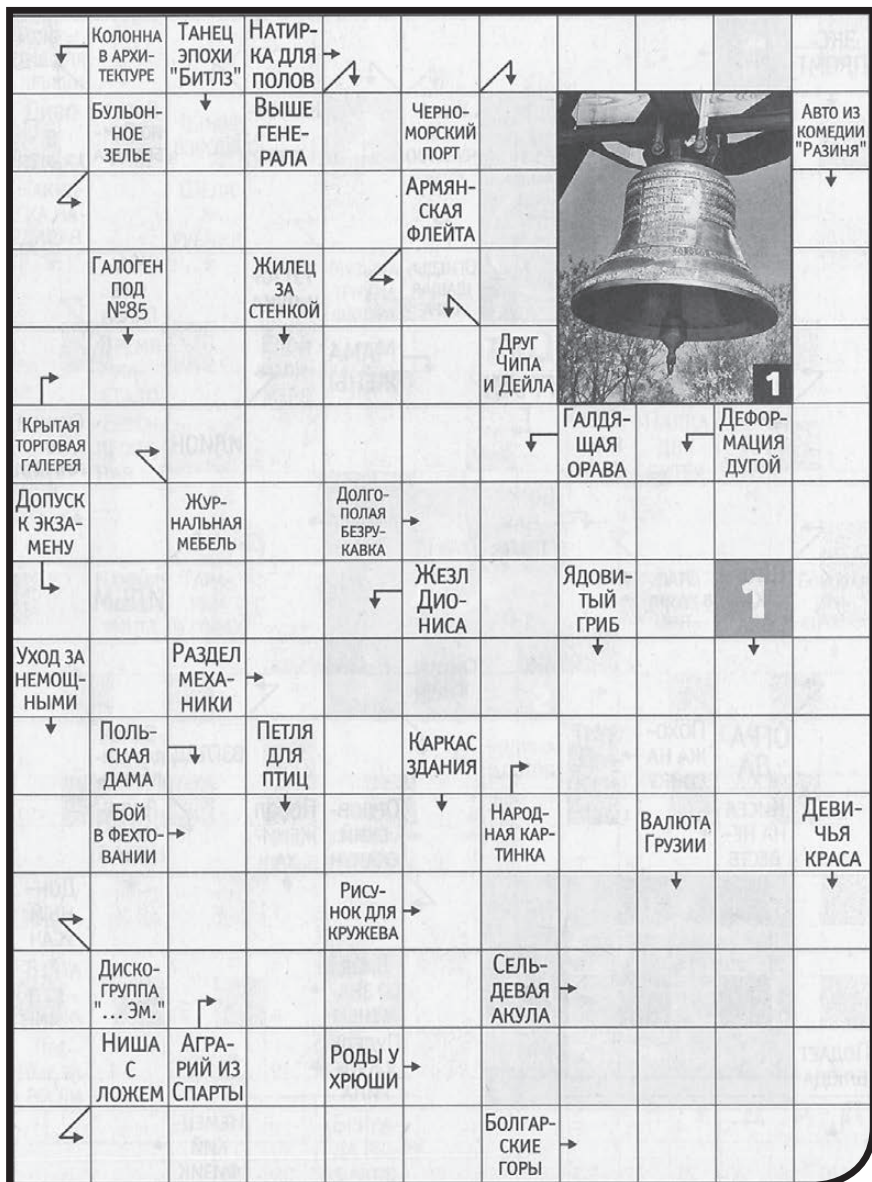 Колонна
в архи-
тектуре
Танец
эпохи
"Битлз"
Натир-
ка для
полов
Бульон-
ное
зелье
Выше
гене-
рала
Черно-
морский
порт
Авто из
комедии
"Разиня"
Армян-
ская
флейта
Галоген
под
№85
Жилец
за
стенкой
Друг
Чипа
и Дейла
1
Крытая
торговая
галерея
Галдя-
щая
орава
Дефор-
мация
дугой
Допуск
к экза-
мену
Жур-
нальная
мебель
Долго-
полая
безру-
кавка
Жезл
Дио-
ниса
Ядови-
тый
гриб
1
Уход за
немощ-
ными
Раздел
меха-
ники
Поль-
ская
дама
Петля
для
птиц
Каркас
здания
Бой
в фехто-
вании
Народ-
ная кар-
тинка
Валюта
Грузии
Деви-
чья
краса
Рису-
нок для
кружева
Диско-
группа
"...Эм."
Сель-
девая
акула
Ниша
с
ложем
Агра-
рий из
Спарты
Роды у
хрюши
Болгар-
ские
горы